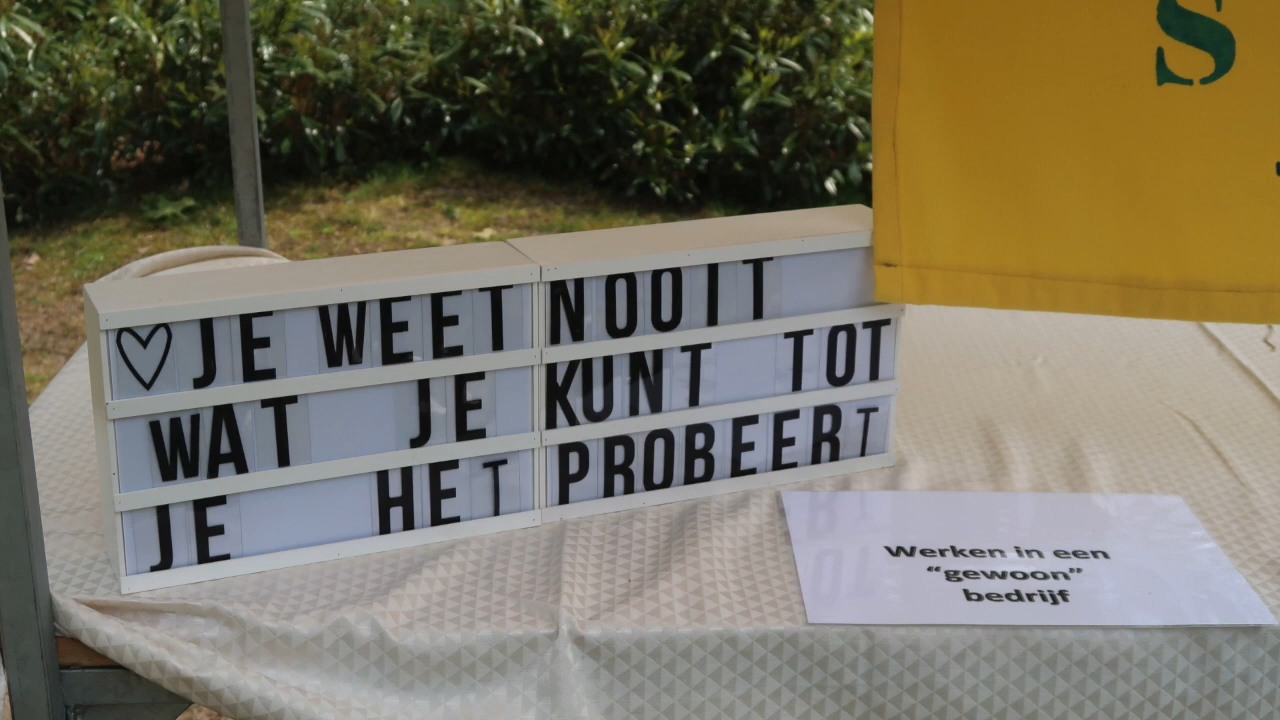 ♡JE WEET NOOIT
WAT JE KUNT TOT
JE HET PROBEERT
S
Werken in een
“gewoon”
bedrijf